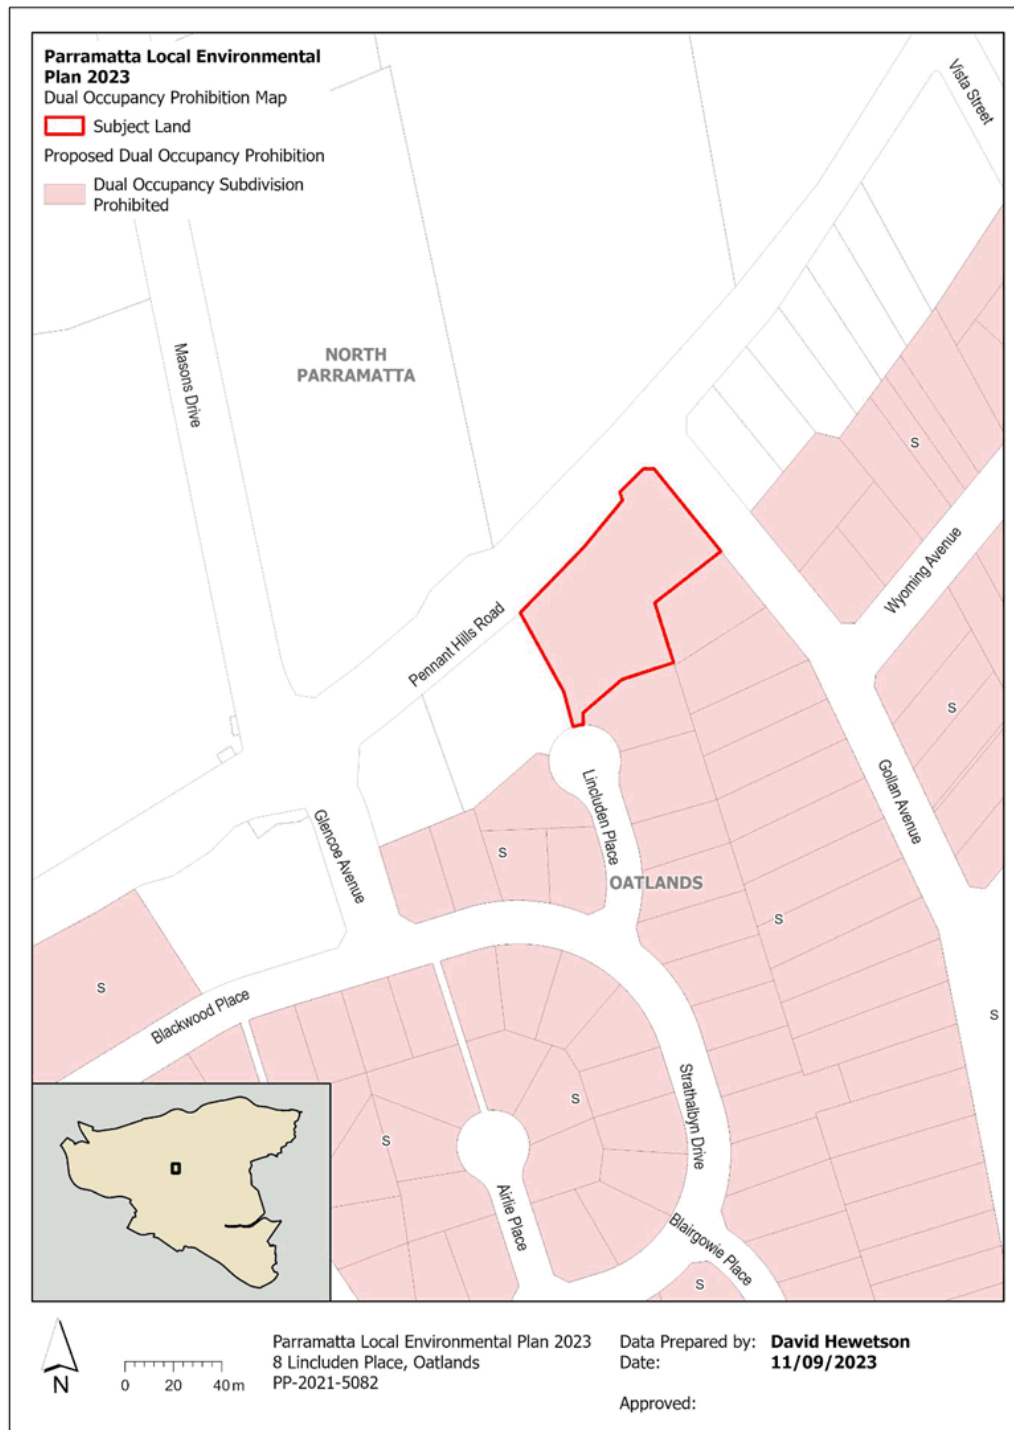 Parramatta Local Environmental
Plan 2023
Dual Occupancy Prohibition Map
Subject Land
Proposed Dual Occupancy Prohibition
Dual Occupancy Subdivision
Prohibited
Vista Street
Masons Drive
NORTH
PARRAMATTA
S
Wyoming Avenue
Pennant Hills Road
S
Gollan Avenue
Lincluden Place
Glencoe Avenue
S
OATLANDS
S
S
Blackwood Place
S
Strathalbyn Drive
S
S
Airlie Place
Blairgowie Place
S
N
0 20 40 m
Parramatta Local Environmental Plan 2023
8 Lincluden Place, Oatlands
PP-2021-5082
Data Prepared by: David Hewetson
Date: 11/09/2023
Approved: